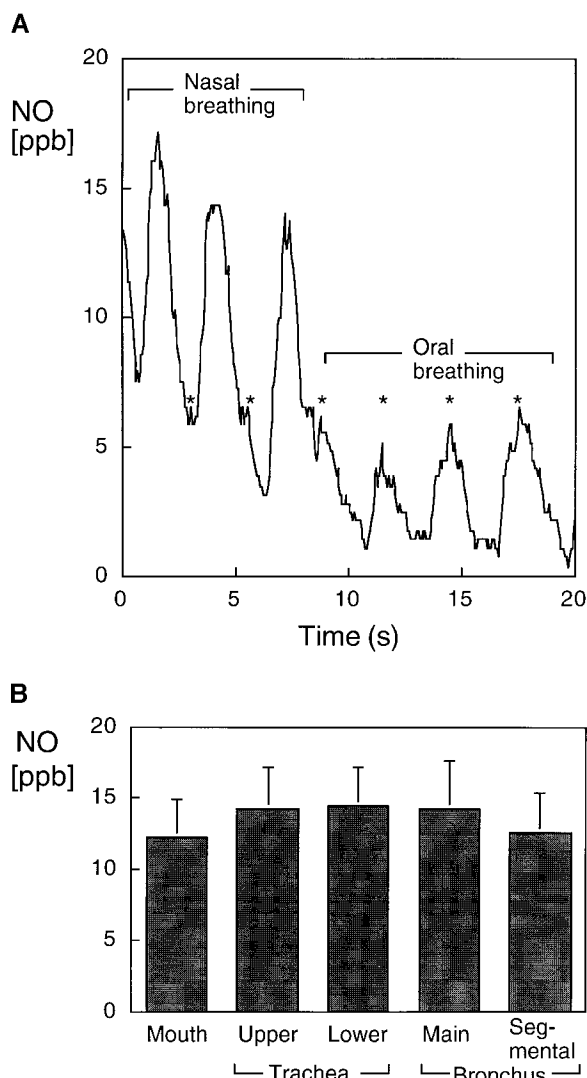 A
NO
[ppb]
20
15
10
5
0
Nasal
breathing
Oral
breathing
* * * * * *
0 5 10 15 20
Time (s)
B
NO
[ppb]
20
15
10
5
0
Mouth Upper Lower Main Seg-
mental
Trachea Bronchus